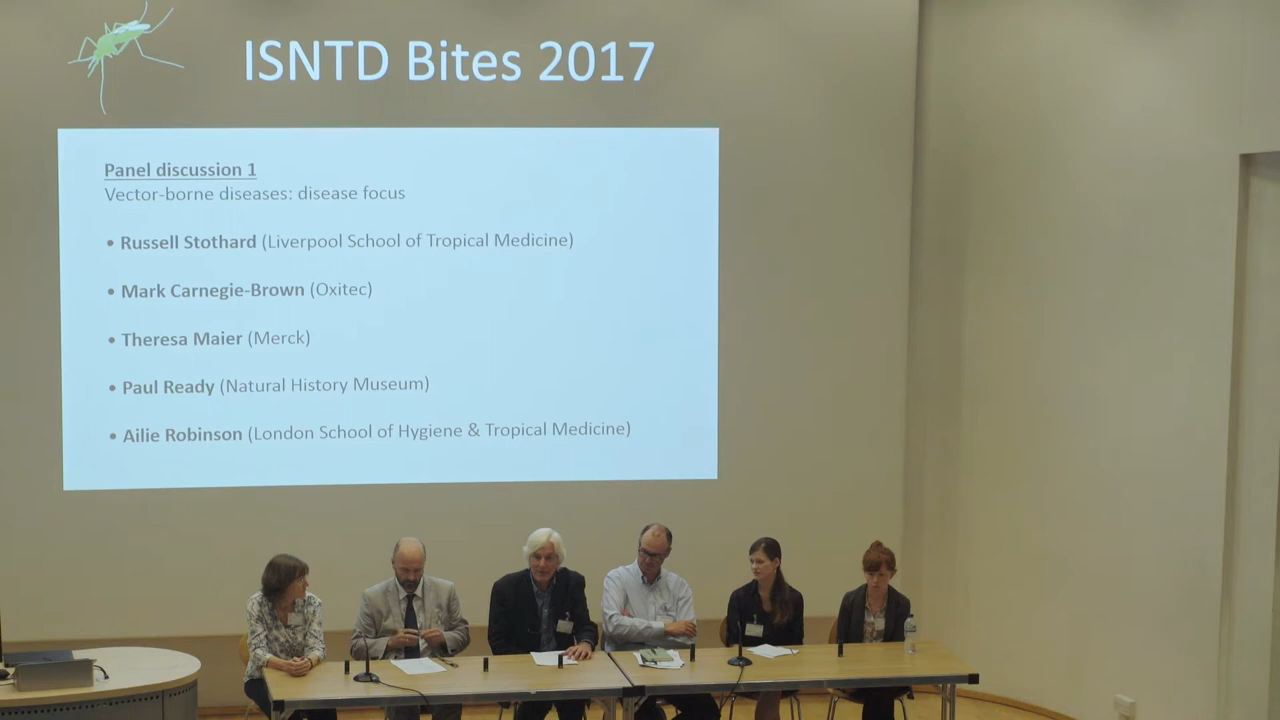 ISNTD Bites 2017
Panel discussion 1
Vector-borne diseases: disease focus
• Russell Stothard (Liverpool School of Tropical Medicine)
• Mark Carnegie-Brown (Oxitec)
• Theresa Maier (Merck)
• Paul Ready (Natural History Museum)
• Ailie Robinson (London School of Hygiene & Tropical Medicine)